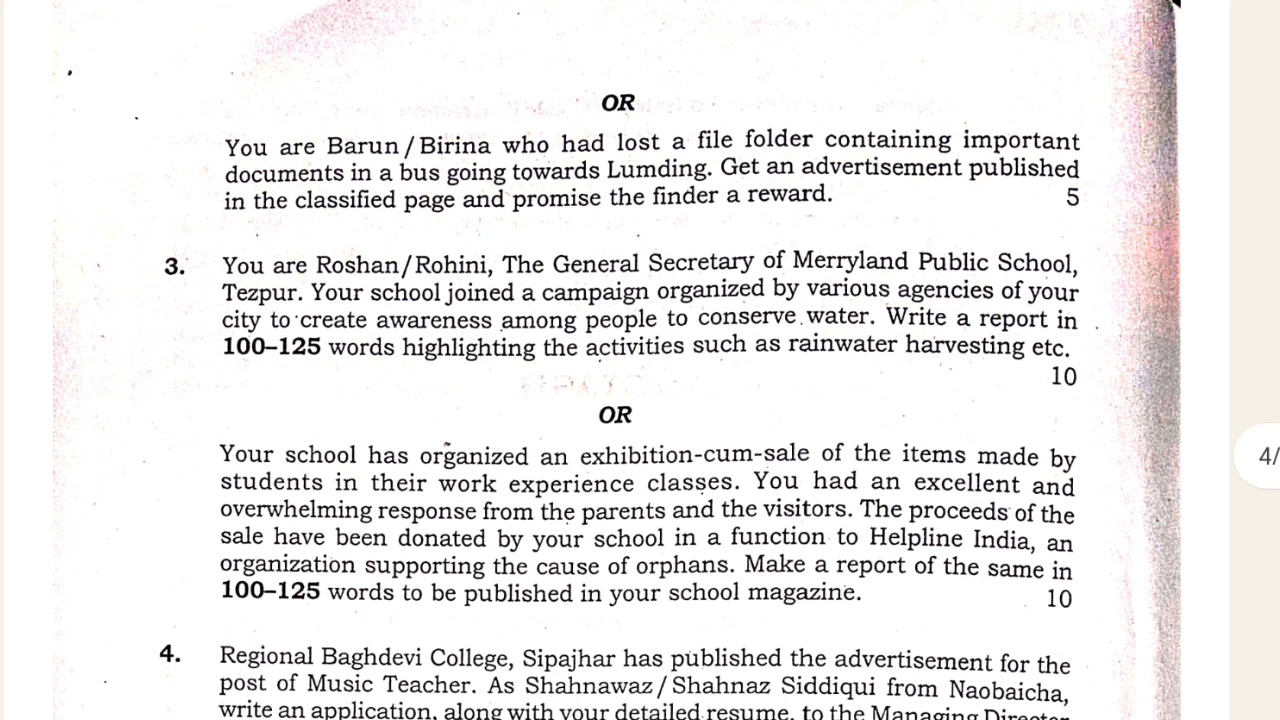 OR
You are Barun / Birina who had lost a file folder containing important
documents in a bus going towards Lumding. Get an advertisement published
in the classified page and promise the finder a reward. 5
3. You are Roshan/Rohini, The General Secretary of Merryland Public School,
Tezpur. Your school joined a campaign organized by various agencies of your
city to create awareness among people to conserve water. Write a report in
100–125 words highlighting the activities such as rainwater harvesting etc.
10
OR
Your school has organized an exhibition-cum-sale of the items made by
students in their work experience classes. You had an excellent and
overwhelming response from the parents and the visitors. The proceeds of the
sale have been donated by your school in a function to Helpline India, an
organization supporting the cause of orphans. Make a report of the same in
100–125 words to be published in your school magazine. 10
4/
4. Regional Baghdevi College, Sipajhar has published the advertisement for the
post of Music Teacher. As Shahnawaz / Shahnaz Siddiqui from Naobaicha,
write an application, along with your detailed resume, to the Managing Director